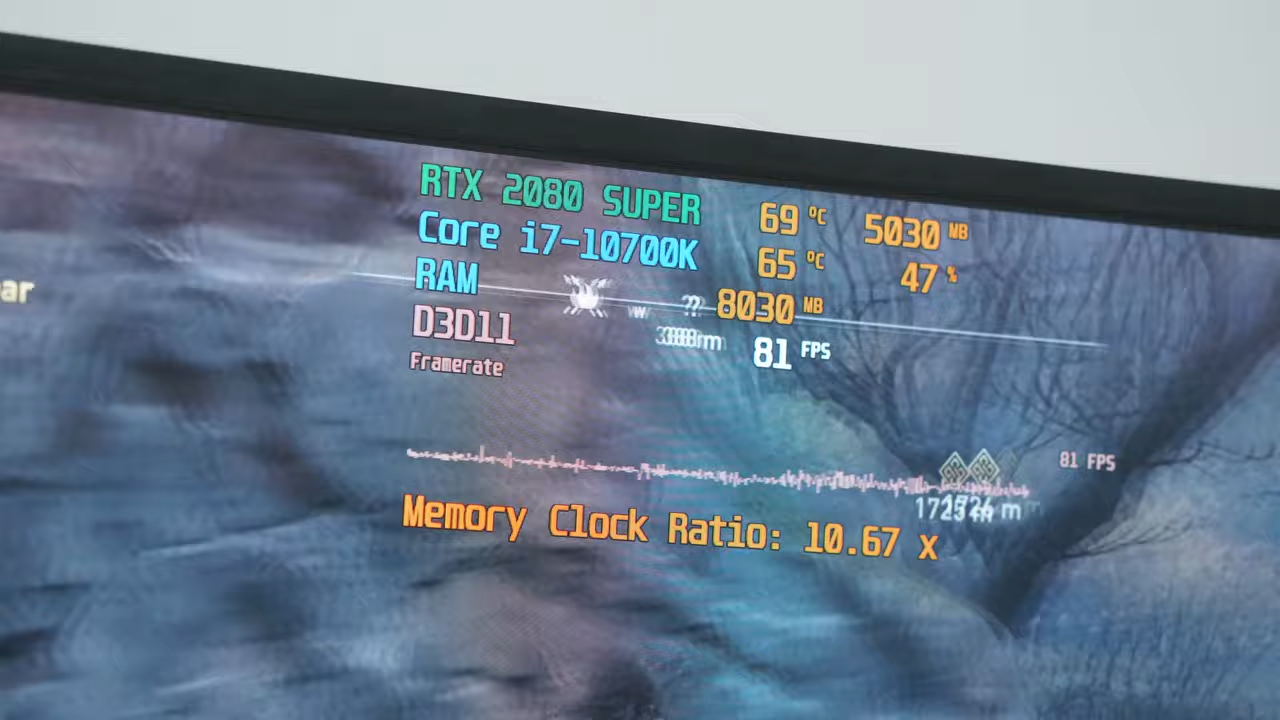 ar
RTX 2080 SUPER 69 °C 5030 MB
Core i7-10700K 65 °C 47 %
RAM 8030 MB
D3D11 81 FPS
Framerate
81 FPS
Memory Clock Ratio: 10.67 x